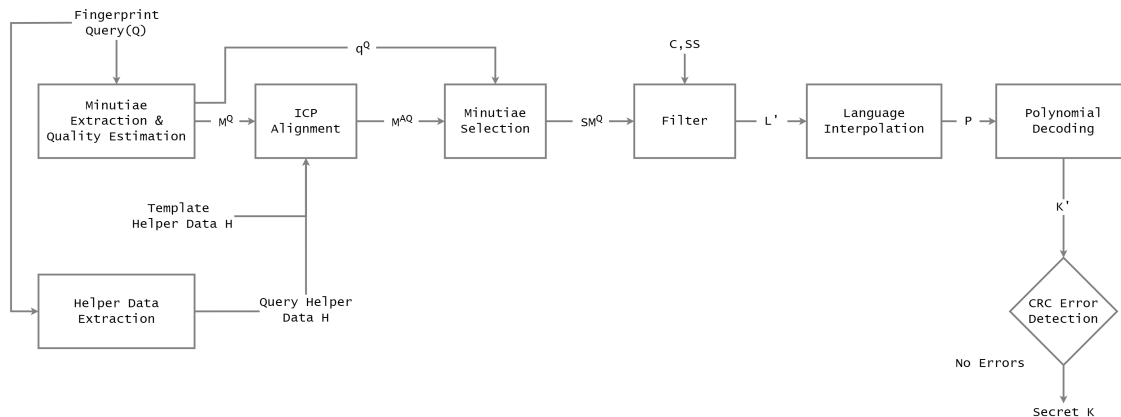 Fingerprint
Query(Q)
q^Q
C,SS
Minutiae
Extraction &
Quality Estimation
M^Q
ICP
Alignment
M^AQ
Minutiae
Selection
SM^Q
Filter
L'
Language
Interpolation
P
Polynomial
Decoding
Template
Helper Data H
K'
Helper Data
Extraction
Query Helper
Data H
CRC Error
Detection
No Errors
Secret K